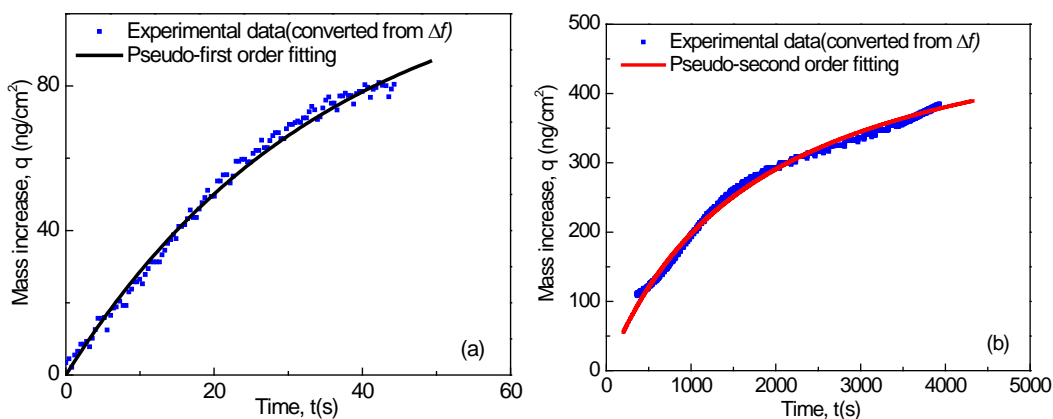 Experimental data(converted from Δf)
Pseudo-first order fitting
80
40
0
0
20
40
60
Mass increase, q (ng/cm²)
Time, t(s)
(a)
500
400
300
200
100
0
0
1000
2000
3000
4000
5000
Experimental data(converted from Δf)
Pseudo-second order fitting
Mass increase, q (ng/cm²)
Time, t(s)
(b)